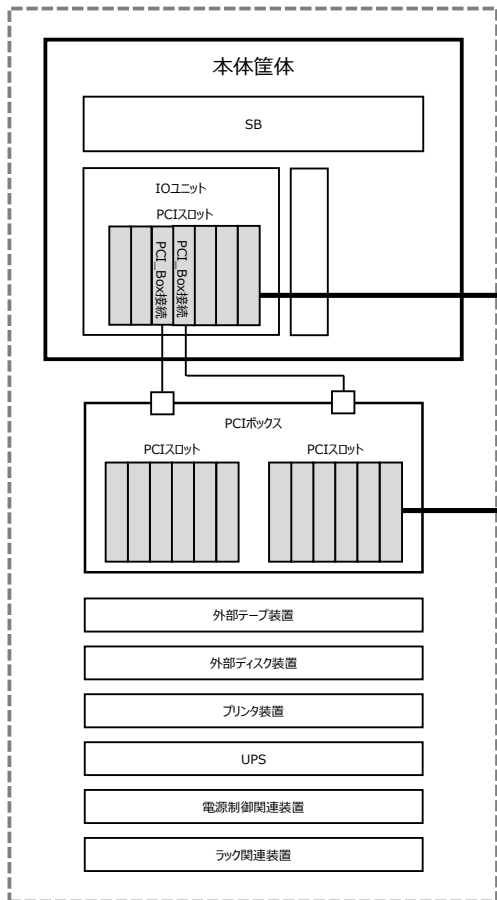 本体筐体
SB
IOユニット
PCIスロット
PCI_Box接続
PCI_Box接続
PCIボックス
PCIスロット
PCIスロット
外部テープ装置
外部ディスク装置
プリンタ装置
UPS
電源制御関連装置
ラック関連装置